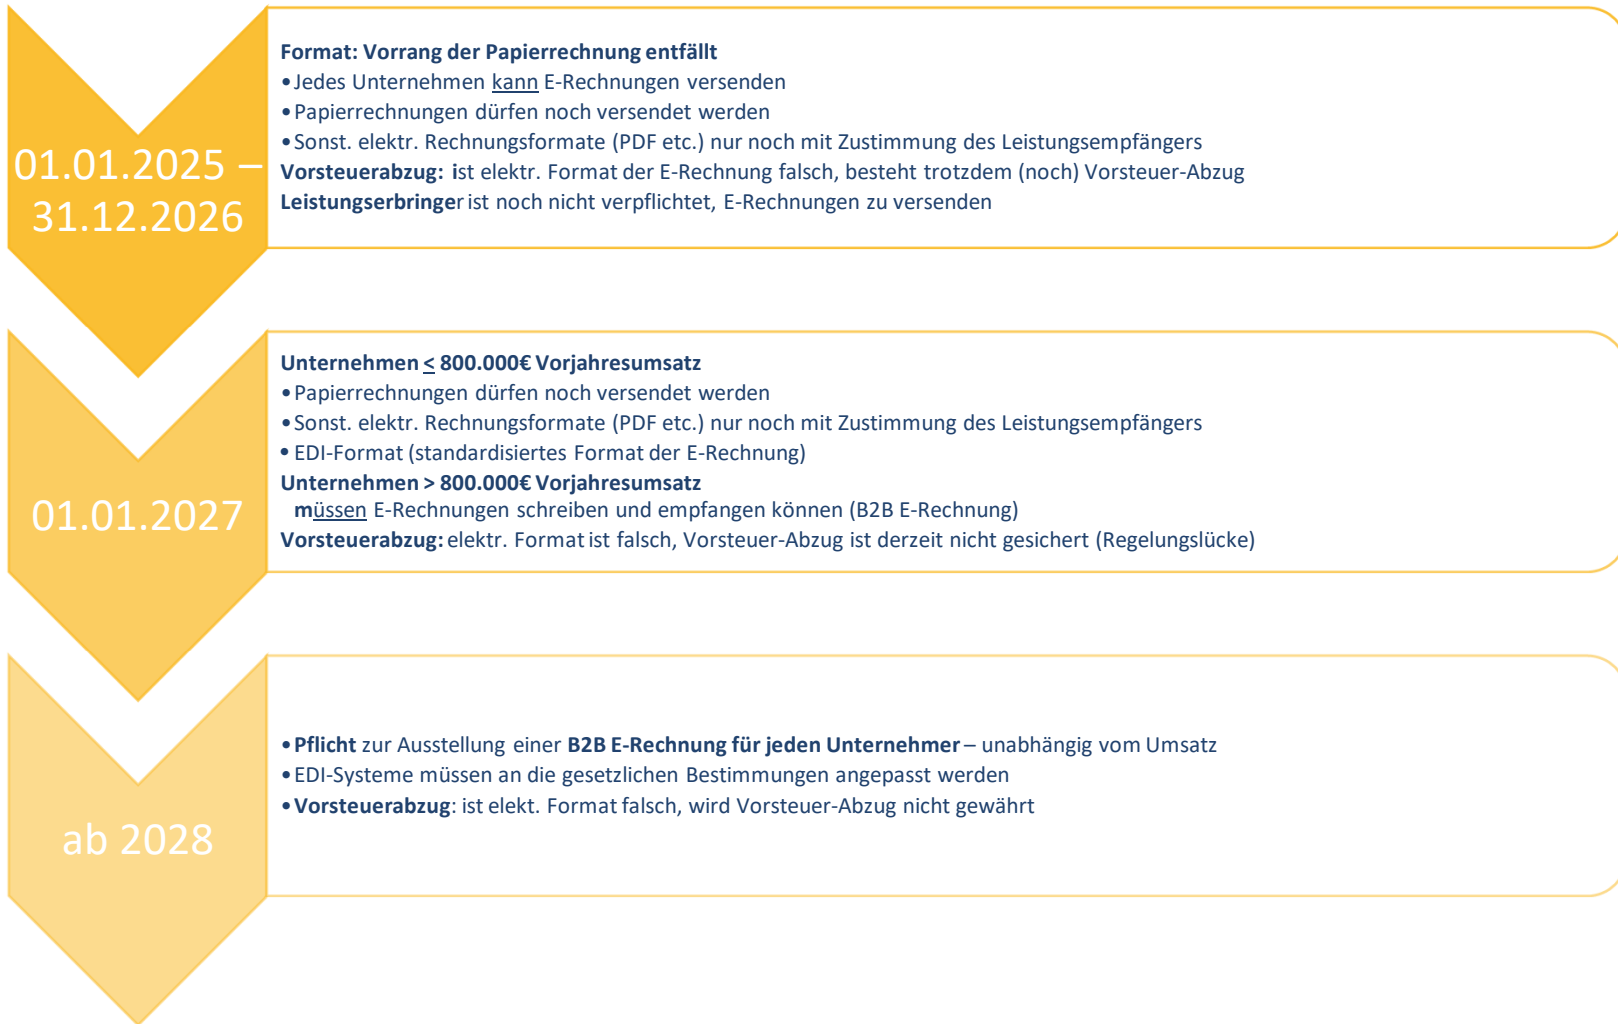 01.01.2025 –
31.12.2026
Format: Vorrang der Papierrechnung entfällt
• Jedes Unternehmen kann E-Rechnungen versenden
• Papierrechnungen dürfen noch versendet werden
• Sonst. elektr. Rechnungsformate (PDF etc.) nur noch mit Zustimmung des Leistungsempfängers
Vorsteuerabzug: ist elektr. Format der E-Rechnung falsch, besteht trotzdem (noch) Vorsteuer-Abzug
Leistungserbringer ist noch nicht verpflichtet, E-Rechnungen zu versenden
01.01.2027
Unternehmen ≤ 800.000€ Vorjahresumsatz
• Papierrechnungen dürfen noch versendet werden
• Sonst. elektr. Rechnungsformate (PDF etc.) nur noch mit Zustimmung des Leistungsempfängers
• EDI-Format (standardisiertes Format der E-Rechnung)
Unternehmen > 800.000€ Vorjahresumsatz
müssen E-Rechnungen schreiben und empfangen können (B2B E-Rechnung)
Vorsteuerabzug: elektr. Format ist falsch, Vorsteuer-Abzug ist derzeit nicht gesichert (Regelungslücke)
ab 2028
• Pflicht zur Ausstellung einer B2B E-Rechnung für jeden Unternehmer – unabhängig vom Umsatz
• EDI-Systeme müssen an die gesetzlichen Bestimmungen angepasst werden
• Vorsteuerabzug: ist elekt. Format falsch, wird Vorsteuer-Abzug nicht gewährt